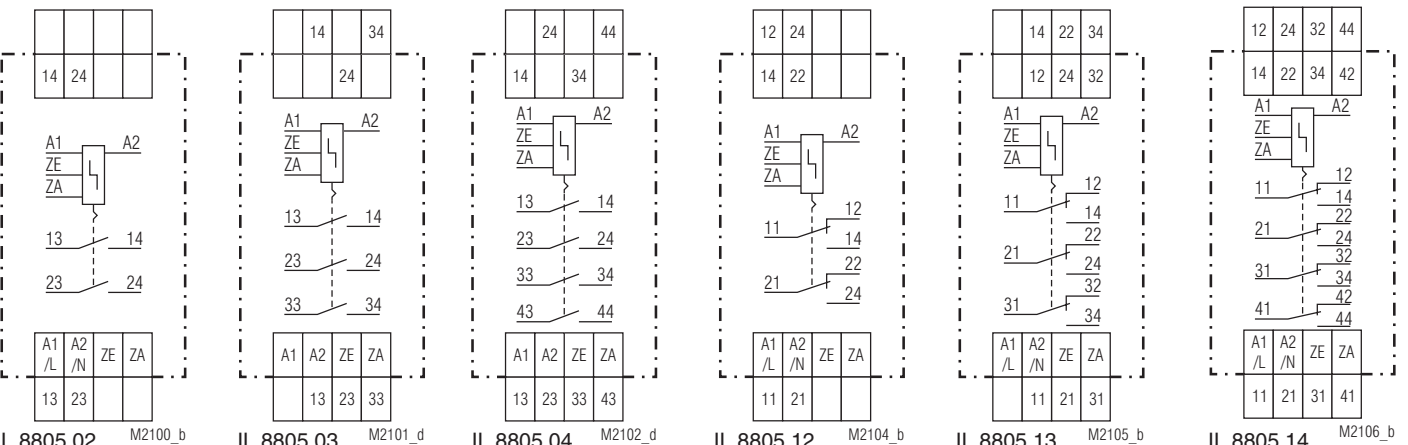 14 24
A1 A2
ZE
ZA
13 14
23 24
A1/L A2/N ZE ZA
13 23
IL 8805.02 M2100_b
14 34
24
A1 A2
ZE
ZA
13 14
23 24
33 34
A1 A2 ZE ZA
13 23 33
IL 8805.03 M2101_d
24 44
14 34
A1 A2
ZE
ZA
13 14
23 24
33 34
43 44
A1 A2 ZE ZA
13 23 33 43
IL 8805.04 M2102_d
12 24
14 22
A1 A2
ZE
ZA
12
11
14
22
21
24
A1/L A2/N ZE ZA
11 21
IL 8805.12 M2104_b
14 22 34
12 24 32
A1 A2
ZE
ZA
12
11
14
22
21
24
32
31
34
A1/L A2/N ZE ZA
11 21 31
IL 8805.13 M2105_b
12 24 32 44
14 22 34 42
A1 A2
ZE
ZA
12
11
14
22
21
24
32
31
34
42
41
44
A1/L A2/N ZE ZA
11 21 31 41
IL 8805.14 M2106_b